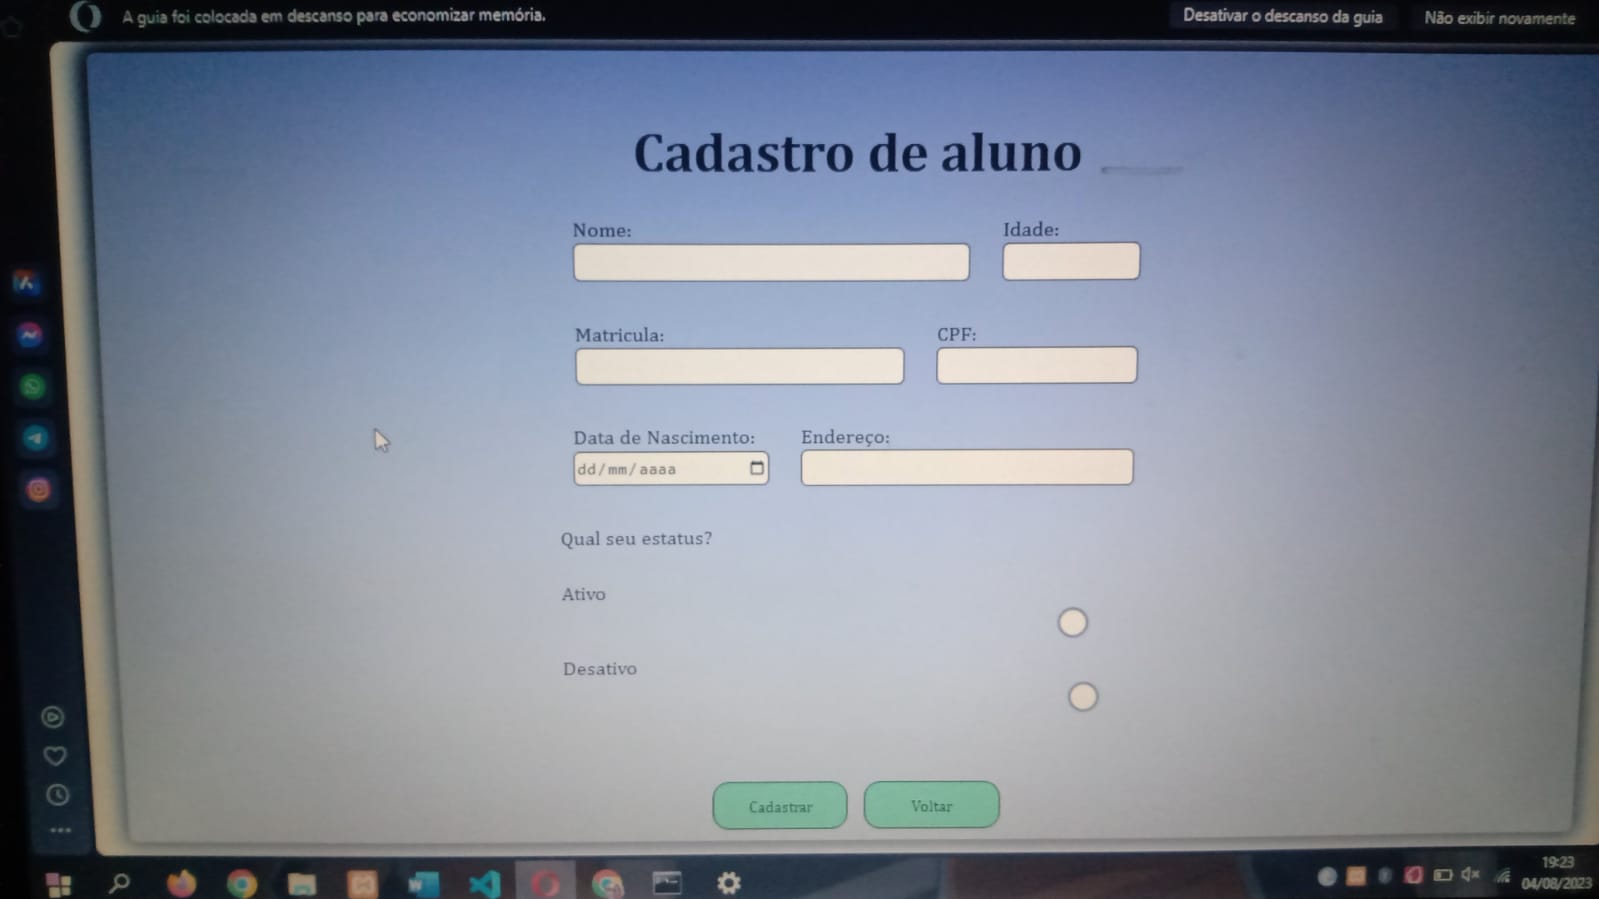 A guia foi colocada em descanso para economizar memória. Desativar o descanso da guia Não exibir novamente
Cadastro de aluno
Nome: Idade:
Matricula: CPF:
Data de Nascimento: Endereço:
dd/mm/aaaa
Qual seu estatus?
Ativo
Desativo
Cadastrar Voltar
19:23
04/08/2023